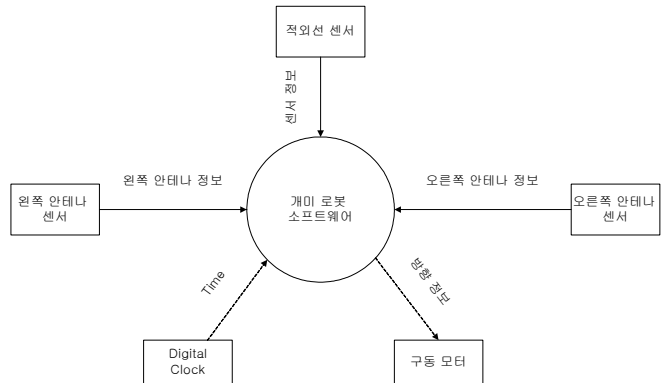 적외선 센서
센서 정보
왼쪽 안테나 정보
오른쪽 안테나 정보
왼쪽 안테나
센서
개미 로봇
소프트웨어
오른쪽 안테나
센서
Time
방향 정보
Digital
Clock
구동 모터